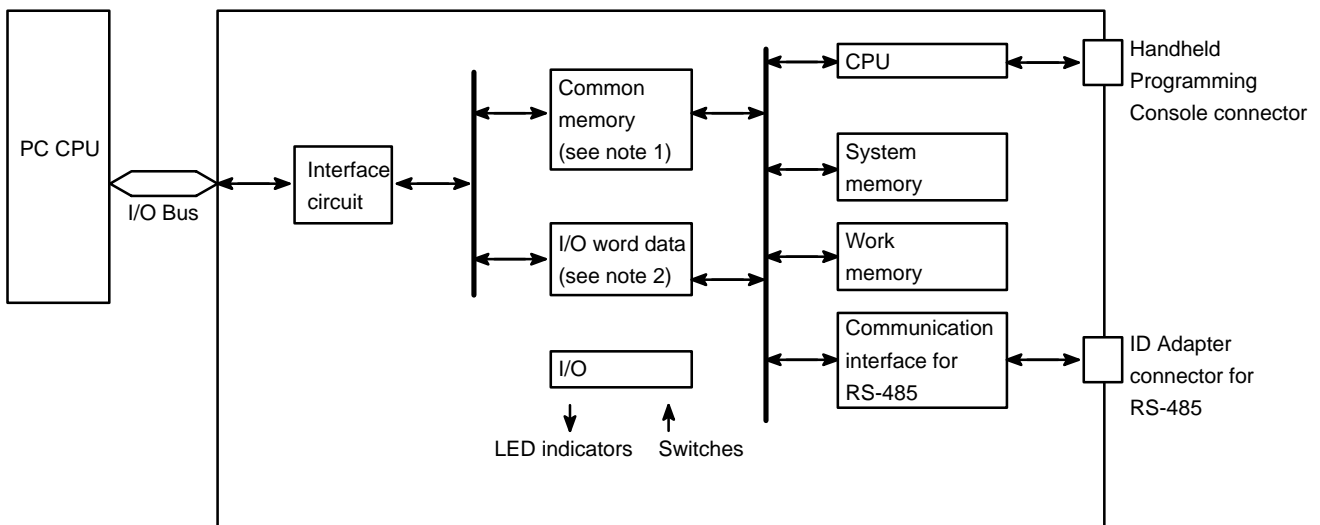 PC CPU
I/O Bus
Interface
circuit
Common
memory
(see note 1)
I/O word data
(see note 2)
I/O
LED indicators
Switches
CPU
System
memory
Work
memory
Communication
interface for
RS-485
Handheld
Programming
Console connector
ID Adapter
connector for
RS-485